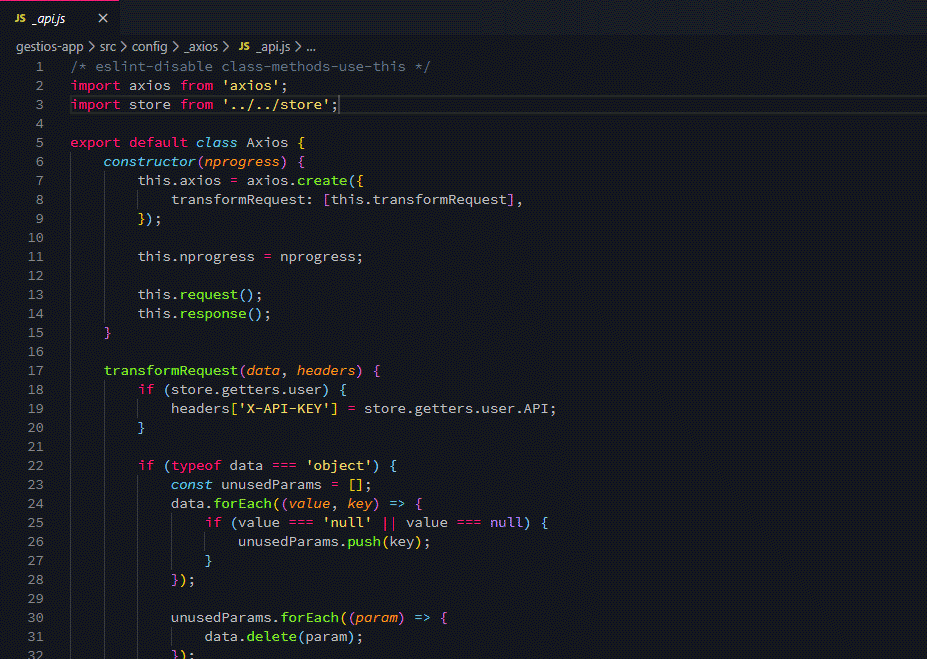 JS _api.js ×
gestios-app > src > config > _axios > JS _api.js > ...
1 /* eslint-disable class-methods-use-this */
2 import axios from 'axios';
3 import store from '../../store';
4
5 export default class Axios {
6 constructor(nprogress) {
7 this.axios = axios.create({
8 transformRequest: [this.transformRequest],
9 });
10
11 this.nprogress = nprogress;
12
13 this.request();
14 this.response();
15 }
16
17 transformRequest(data, headers) {
18 if (store.getters.user) {
19 headers['X-API-KEY'] = store.getters.user.API;
20 }
21
22 if (typeof data === 'object') {
23 const unusedParams = [];
24 data.forEach((value, key) => {
25 if (value === 'null' || value === null) {
26 unusedParams.push(key);
27 }
28 });
29
30 unusedParams.forEach((param) => {
31 data.delete(param);
32 });